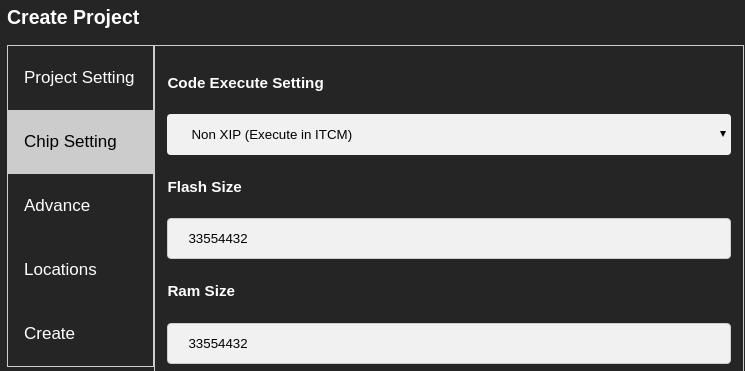 Create Project
Project Setting
Chip Setting
Advance
Locations
Create
Code Execute Setting
Non XIP (Execute in ITCM)
Flash Size
33554432
Ram Size
33554432